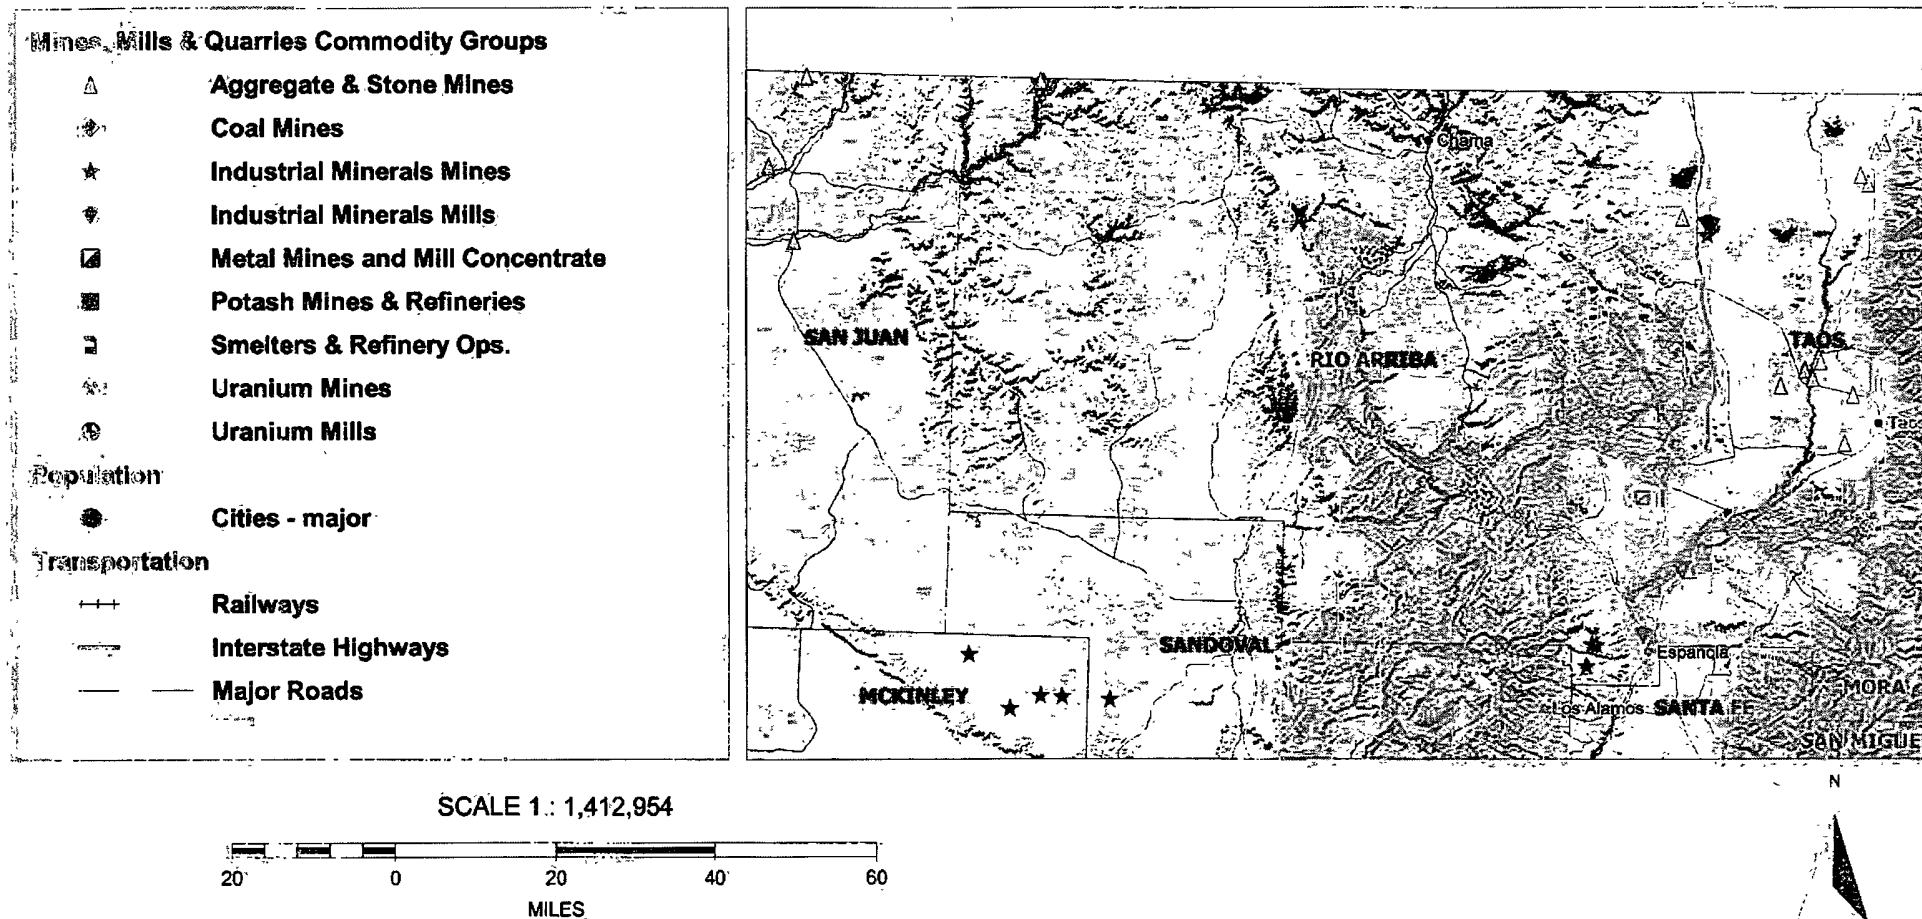 Mines, Mills & Quarries Commodity Groups
Aggregate & Stone Mines
Coal Mines
Industrial Minerals Mines
Industrial Minerals Mills
Metal Mines and Mill Concentrate
Potash Mines & Refineries
Smelters & Refinery Ops.
Uranium Mines
Uranium Mills
Population
Cities - major
Transportation
Railways
Interstate Highways
Major Roads
Chama
SAN JUAN
RIO ARRIBA
TAOS
Taos
SANDOVAL
Espanola
MCKINLEY
MORA
Los Alamos
SANTA FE
SAN MIGUE
N
SCALE 1 : 1,412,954
20 0 20 40 60
MILES